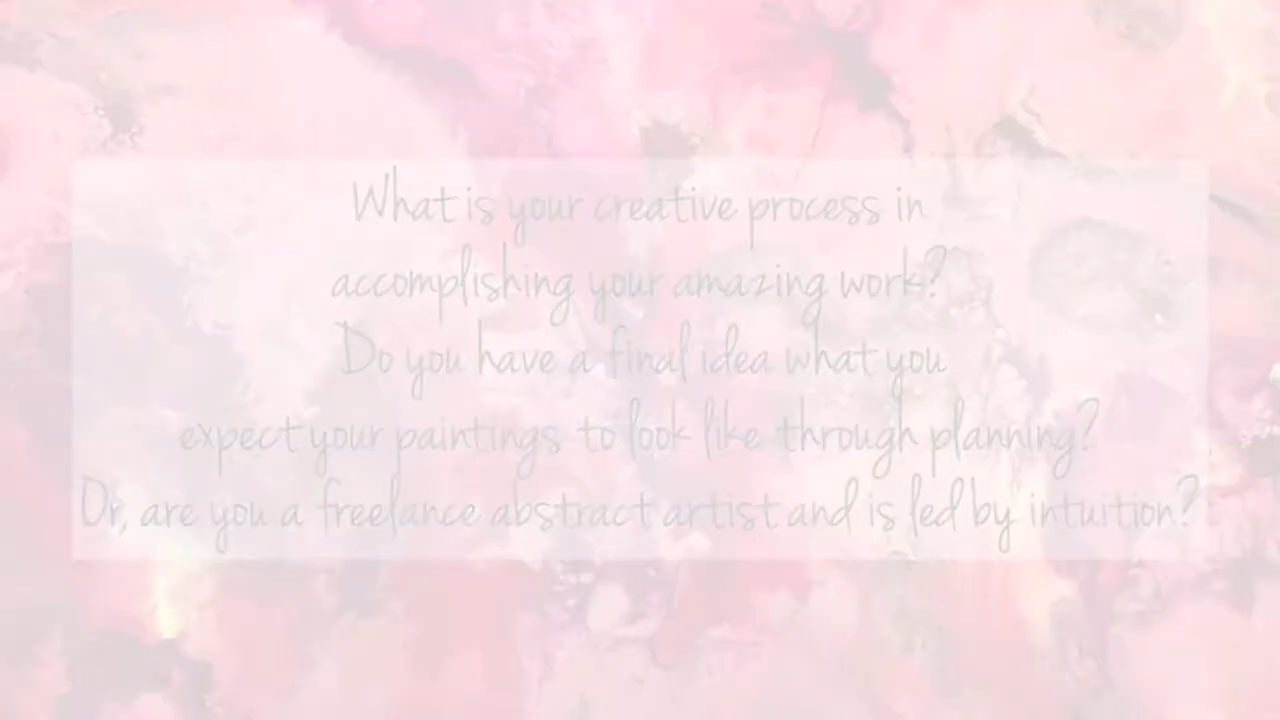 What is your creative process in
accomplishing your amazing work?
Do you have a final idea what you
expect your paintings to look like through planning?
Or, are you a freelance abstract artist and is led by intuition?